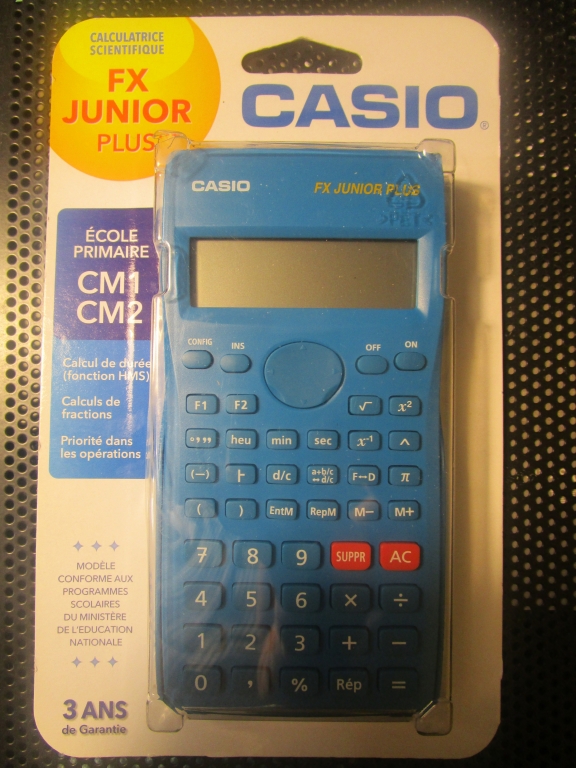 CALCULATRICE
SCIENTIFIQUE
FX
JUNIOR
PLUS
CASIO®
CASIO FX JUNIOR PLUS
ÉCOLE
PRIMAIRE
CM1
CM2
Calcul de durée
(fonction HMS)
Calculs de
fractions
Priorité dans
les opérations
CONFIG INS OFF ON
F1 F2 √ x²
° ’ ’’ heu min sec x⁻¹ ^
(—) ├ d/c a+b/c ↔d/c F↔D π
( ) EntM RepM M− M+
7 8 9 SUPPR AC
4 5 6 × ÷
1 2 3 + −
0 , % Rép =
MODÈLE
CONFORME AUX
PROGRAMMES
SCOLAIRES
DU MINISTÈRE
DE L'EDUCATION
NATIONALE
3 ANS
de Garantie